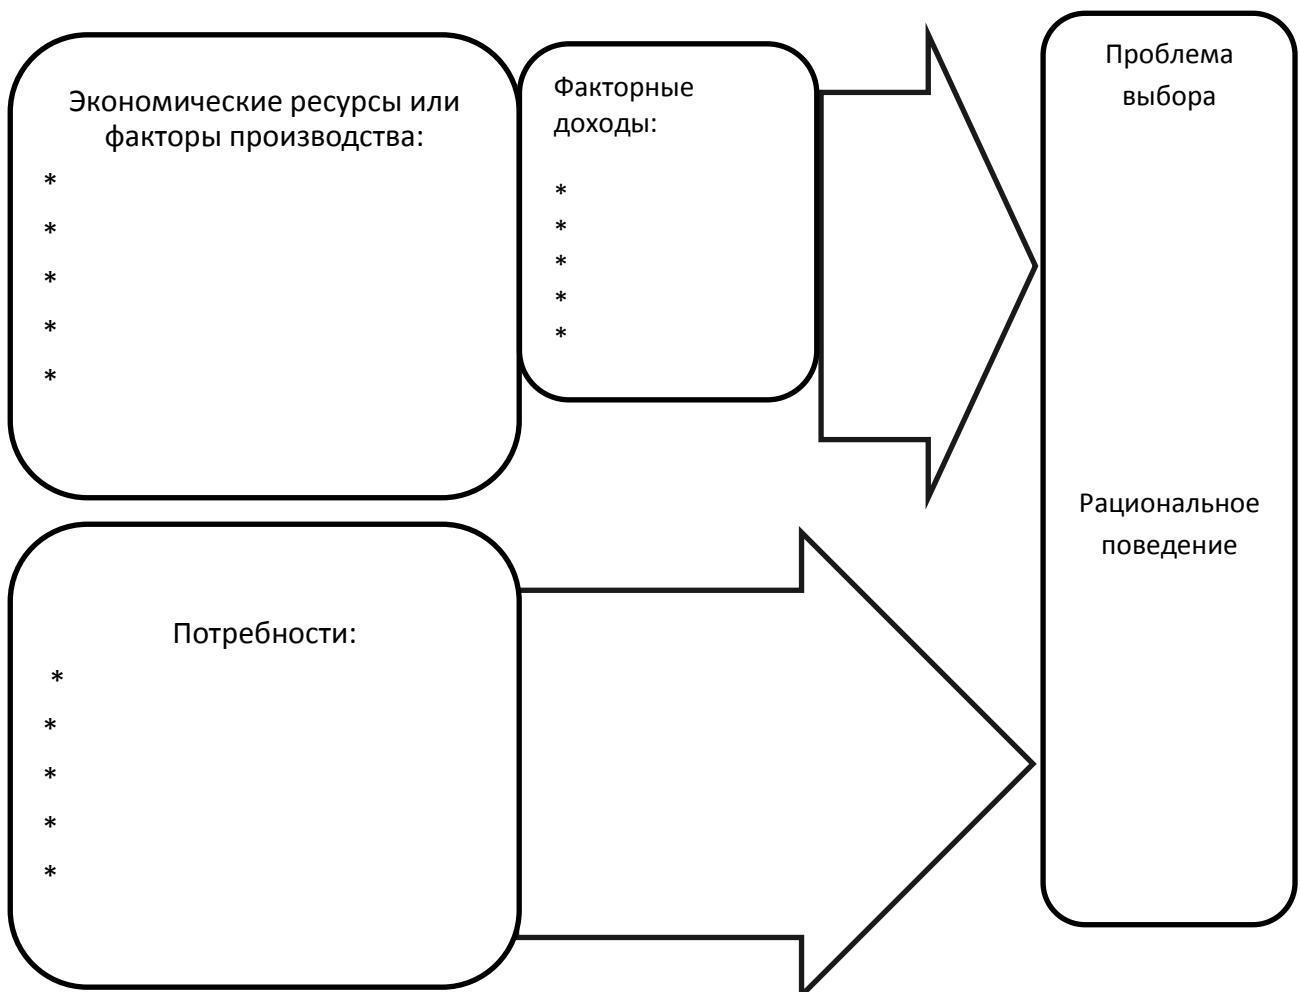 Экономические ресурсы или
факторы производства:
*
*
*
*
*
Факторные
доходы:
*
*
*
*
*
Проблема
выбора
Рациональное
поведение
Потребности:
*
*
*
*
*